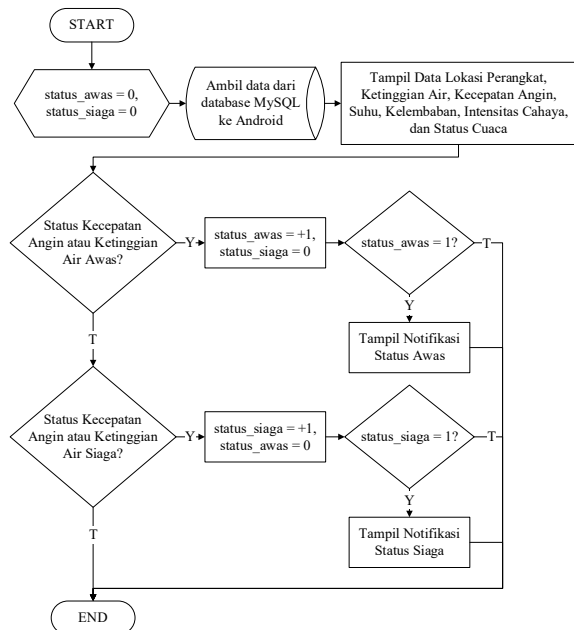 START
status_awas = 0,
status_siaga = 0
Ambil data dari
database MySQL
ke Android
Tampil Data Lokasi Perangkat,
Ketinggian Air, Kecepatan Angin,
Suhu, Kelembaban, Intensitas Cahaya,
dan Status Cuaca
Status Kecepatan
Angin atau Ketinggian
Air Awas?
Y
status_awas = +1,
status_siaga = 0
status_awas = 1?
T
Y
Tampil Notifikasi
Status Awas
T
Status Kecepatan
Angin atau Ketinggian
Air Siaga?
Y
status_siaga = +1,
status_awas = 0
status_siaga = 1?
T
Y
Tampil Notifikasi
Status Siaga
T
END